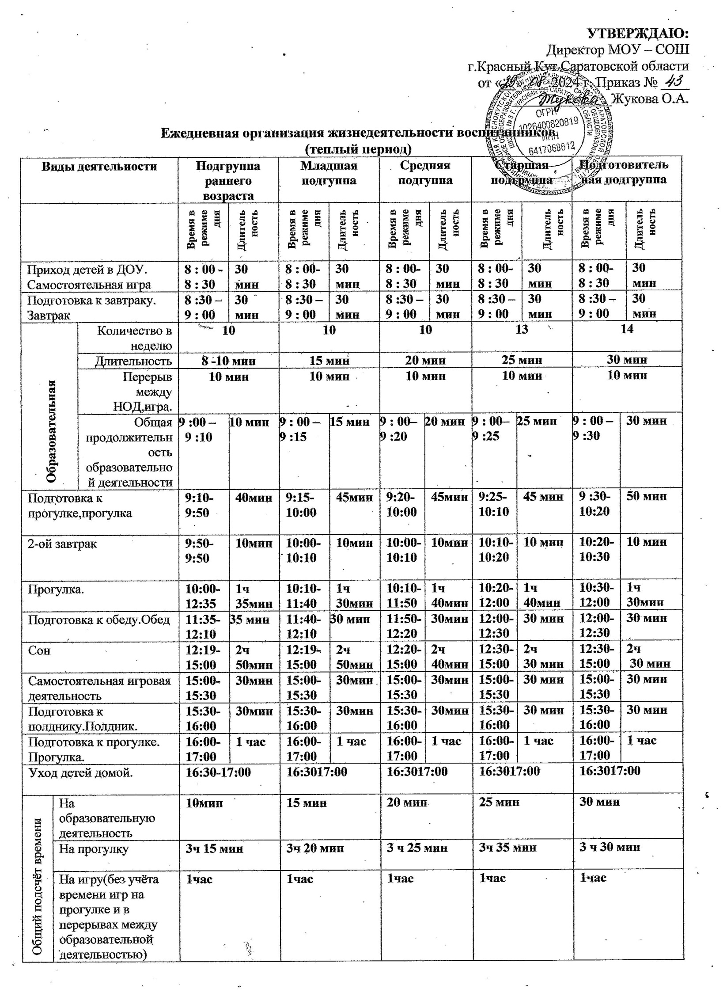 УТВЕРЖДАЮ:
Директор МОУ – СОШ
г.Красный Кут Саратовской области
от «29» 08 .2024 г. Приказ № 43
Жукова Жукова О.А.
ОГРН
1026400820819
ИНН
6417068612
Ежедневная организация жизнедеятельности воспитанников
(теплый период)
Виды деятельности Подгруппа раннего возраста Младшая подгуппа Средняя подгуппа Старшая подгруппа Подготовитель ная подгруппа
Время в режиме дня Длитель ность Время в режиме дня Длитель ность Время в режиме дня Длитель ность Время в режиме дня Длитель ность Время в режиме дня Длитель ность
Приход детей в ДОУ. 8 : 00 - 30 8 : 00- 30 8 : 00- 30 8 : 00- 30 8 : 00- 30
Самостоятельная игра 8 : 30 мин 8 : 30 мин 8 : 30 мин 8 : 30 мин 8 : 30 мин
Подготовка к завтраку. 8 :30 – 30 8 :30 – 30 8 :30 – 30 8 :30 – 30 8 :30 – 30
Завтрак 9 : 00 мин 9 : 00 мин 9 : 00 мин 9 : 00 мин 9 : 00 мин
Образовательная
Количество в 10 10 10 13 14
неделю
Длительность 8 -10 мин 15 мин 20 мин 25 мин 30 мин
Перерыв 10 мин 10 мин 10 мин 10 мин 10 мин
между
НОД,игра.
Общая 9 :00 – 10 мин 9 : 00 – 15 мин 9 : 00– 20 мин 9 : 00– 25 мин 9 : 00 – 30 мин
продолжительн 9 :10 9 :15 9 :20 9 :25 9 :30
ость
образовательно
й деятельности
Подготовка к 9:10- 40мин 9:15- 45мин 9:20- 45мин 9:25- 45 мин 9 :30- 50 мин
прогулке,прогулка 9:50 10:00 10:00 10:10 10:20
2-ой завтрак 9:50- 10мин 10:00- 10мин 10:00- 10мин 10:10- 10 мин 10:20- 10 мин
9:50 10:10 10:10 10:20 10:30
Прогулка. 10:00- 1ч 10:10- 1ч 10:10- 1ч 10:20- 1ч 10:30- 1ч
12:35 35мин 11:40 30мин 11:50 40мин 12:00 40мин 12:00 30мин
Подготовка к обеду.Обед 11:35- 35 мин 11:40- 30 мин 11:50- 30мин 12:00- 30 мин 12:00- 30 мин
12:10 12:10 12:20 12:30 12:30
Сон 12:19- 2ч 12:19- 2ч 12:20- 2ч 12:30- 2ч 12:30- 2ч
15:00 50мин 15:00 50мин 15:00 40мин 15:00 30 мин 15:00 30 мин
Самостоятельная игровая 15:00- 30мин 15:00- 30мин 15:00- 30мин 15:00- 30 мин 15:00- 30 мин
деятельность 15:30 15:30 15:30 15:30 15:30
Подготовка к 15:30- 30мин 15:30- 30мин 15:30- 30мин 15:30- 30 мин 15:30- 30 мин
полднику.Полдник. 16:00 16:00 16:00 16:00 16:00
Подготовка к прогулке. 16:00- 1 час 16:00- 1 час 16:00- 1 час 16:00- 1 час 16:00- 1 час
Прогулка. 17:00 17:00 17:00 17:00 17:00
Уход детей домой. 16:30-17:00 16:3017:00 16:3017:00 16:3017:00 16:3017:00
Общий подсчёт времени
На 10мин 15 мин 20 мин 25 мин 30 мин
образовательную
деятельность
На прогулку 3ч 15 мин 3ч 20 мин 3 ч 25 мин 3ч 35 мин 3 ч 30 мин
На игру(без учёта 1час 1час 1час 1час 1час
времени игр на
прогулке и в
перерывах между
образовательной
деятельностью)